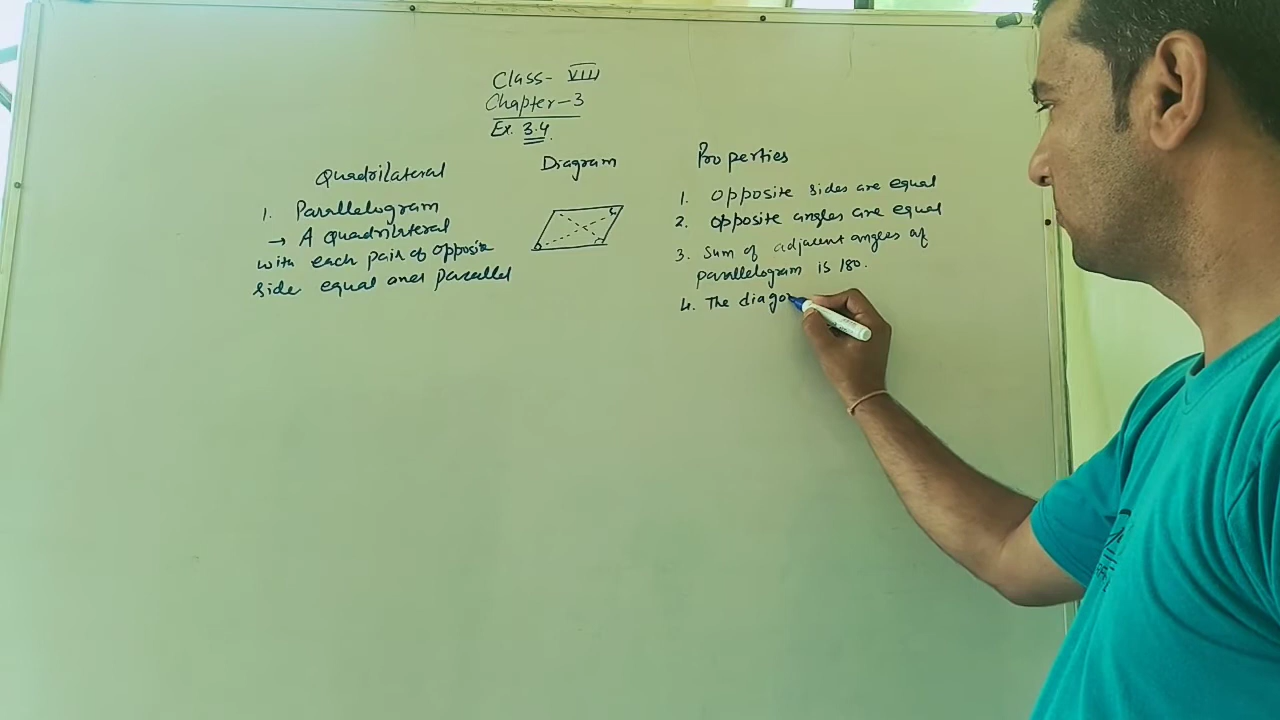 Class- VIII
Chapter-3
Ex. 3.4
Quadrilateral
Diagram
Properties
1. Parallelogram
→ A Quadrilateral
with each pair of opposite
side equal and parallel
1. Opposite sides are equal
2. Opposite angles are equal
3. Sum of adjacent angles of
parallelogram is 180.
4. The diago